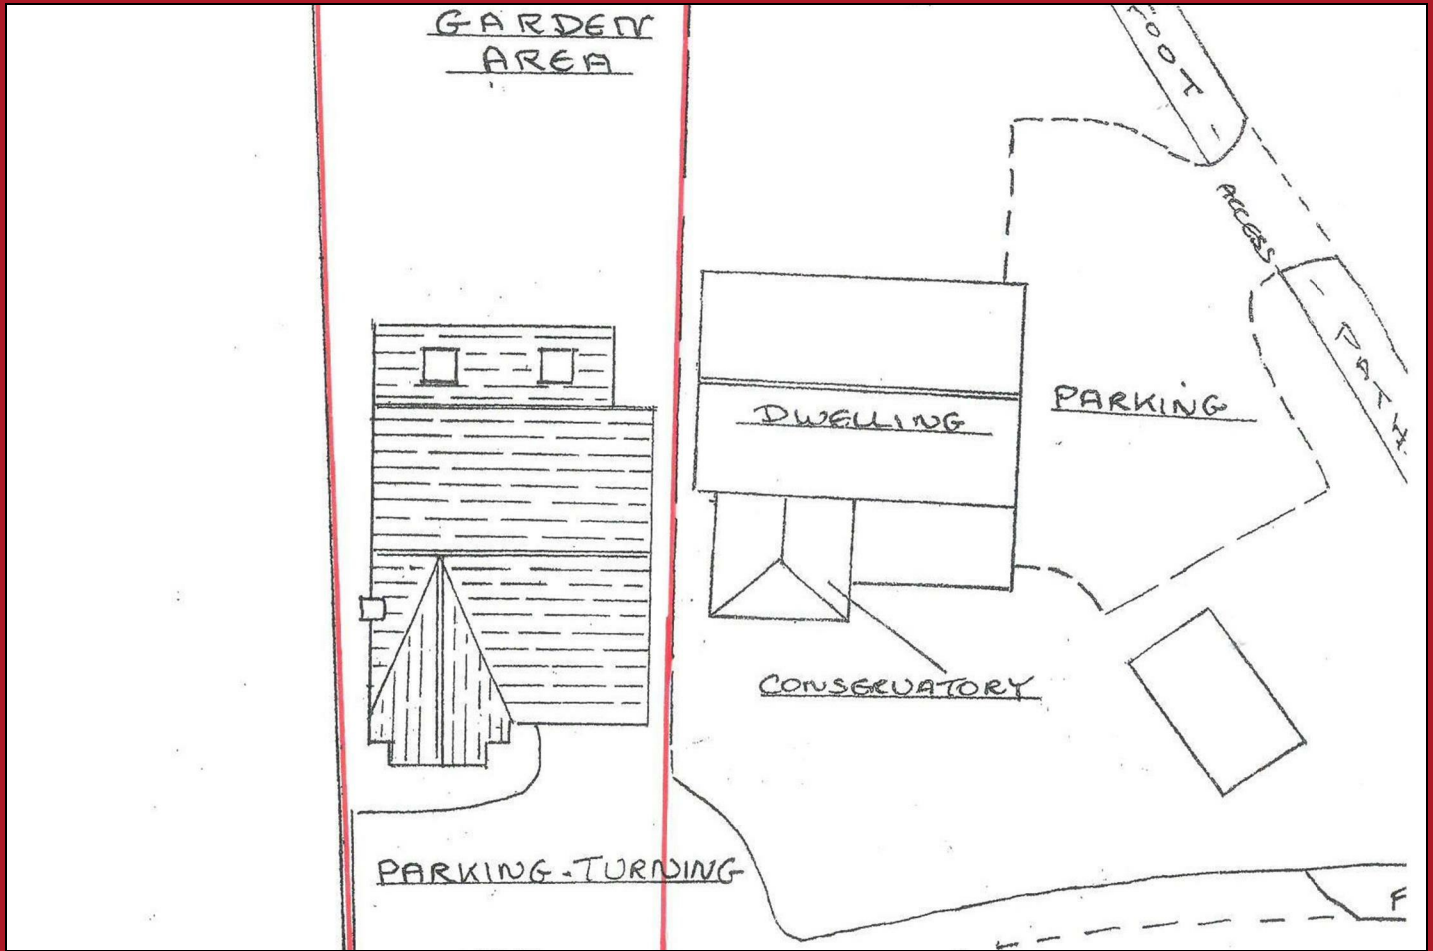 GARDEN
AREA
FOOT
ACCESS
PATH
PARKING
DWELLING
CONSERVATORY
PARKING-TURNING
F